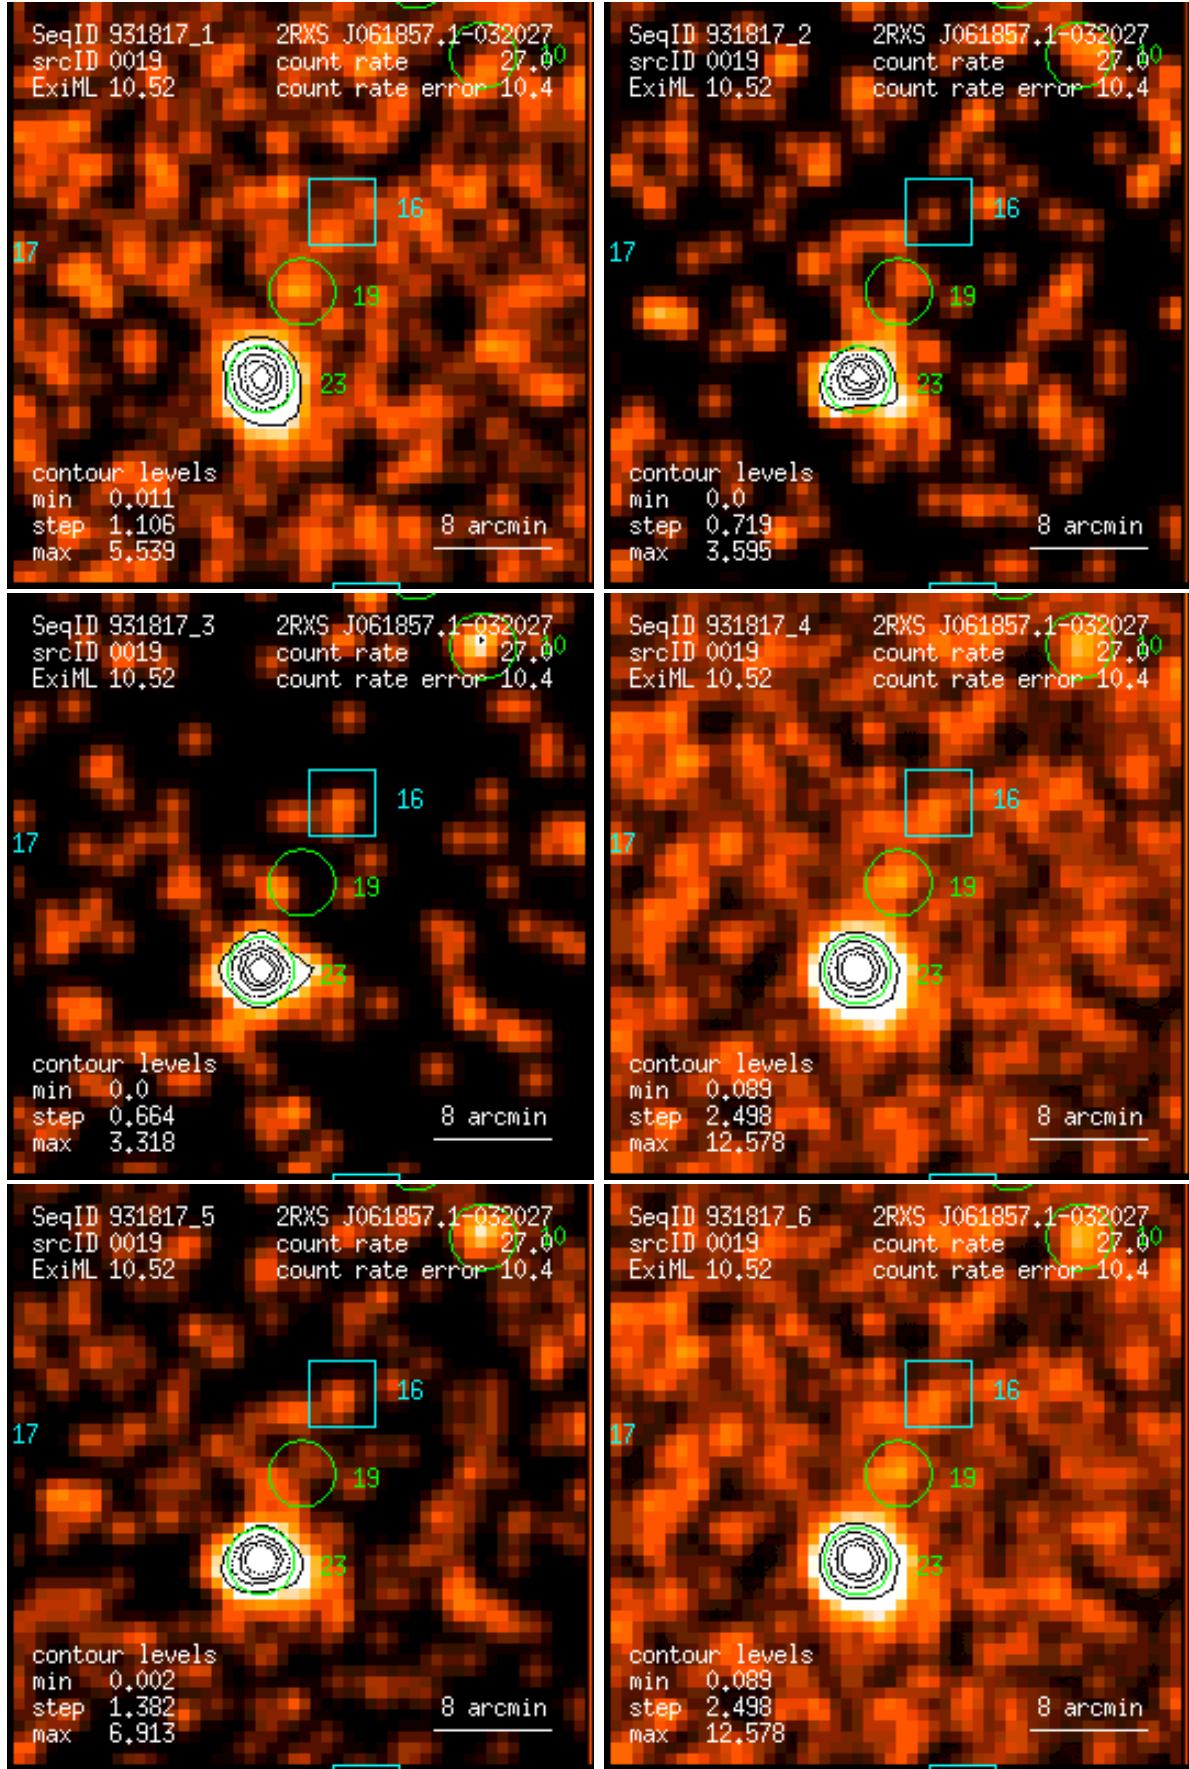 SeqID 931817_1 2RXS J061857.1-032027
srcID 0019 count rate 27.0 10
ExiML 10.52 count rate error 10.4
16
17
19
23
contour levels
min 0.011
step 1.106 8 arcmin
max 5.539
SeqID 931817_2 2RXS J061857.1-032027
srcID 0019 count rate 27.0 10
ExiML 10.52 count rate error 10.4
16
17
19
23
contour levels
min 0.0
step 0.719 8 arcmin
max 3.595
SeqID 931817_3 2RXS J061857.1-032027
srcID 0019 count rate 27.0 10
ExiML 10.52 count rate error 10.4
16
17
19
23
contour levels
min 0.0
step 0.664 8 arcmin
max 3.318
SeqID 931817_4 2RXS J061857.1-032027
srcID 0019 count rate 27.0 10
ExiML 10.52 count rate error 10.4
16
17
19
23
contour levels
min 0.089
step 2.498 8 arcmin
max 12.578
SeqID 931817_5 2RXS J061857.1-032027
srcID 0019 count rate 27.0 10
ExiML 10.52 count rate error 10.4
16
17
19
23
contour levels
min 0.002
step 1.382 8 arcmin
max 6.913
SeqID 931817_6 2RXS J061857.1-032027
srcID 0019 count rate 27.0 10
ExiML 10.52 count rate error 10.4
16
17
19
23
contour levels
min 0.089
step 2.498 8 arcmin
max 12.578